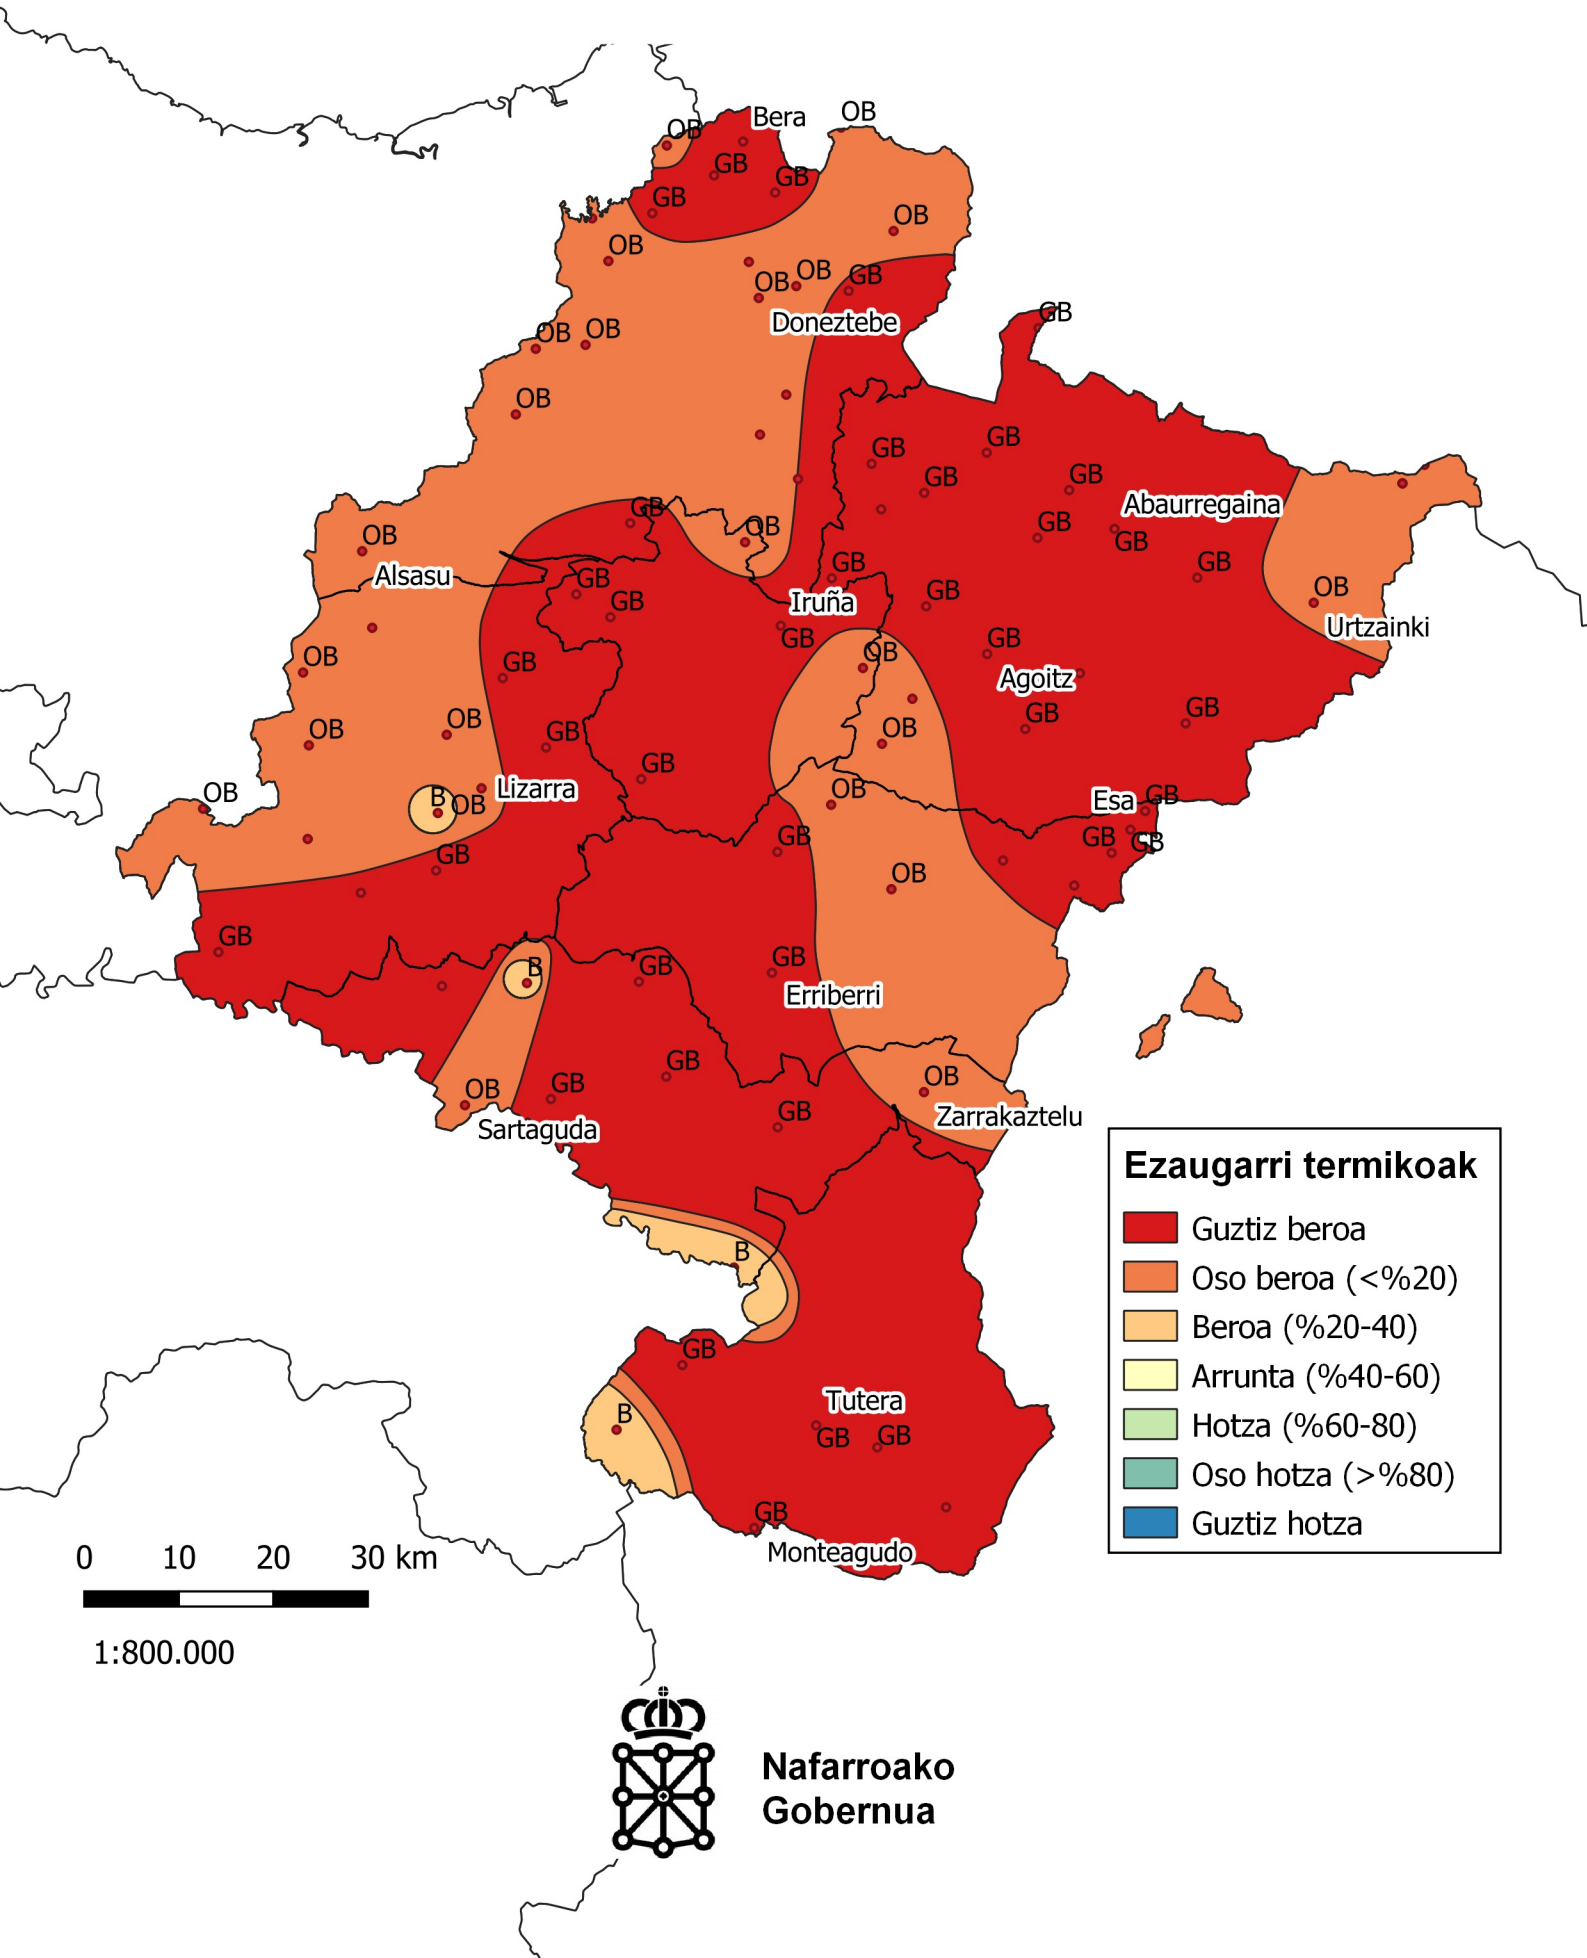 Bera
OB
OB
GB
GB
GB
OB
OB
OB
OB
GB
Doneztebe
GB
OB
OB
OB
GB
GB
GB
GB
Abaurregaina
GB
OB
OB
GB
GB
GB
Alsasu
GB
GB
GB
OB
Iruña
GB
GB
Urtzainki
GB
OB
OB
GB
Agoitz
GB
GB
OB
OB
GB
OB
GB
Lizarra
OB
B
OB
OB
Esa
GB
GB
GB
GB
GB
OB
GB
B
GB
GB
Erriberri
GB
OB
OB
GB
GB
Zarrakaztelu
Sartaguda
B
GB
B
Tutera
GB
GB
GB
Monteagudo
Ezaugarri termikoak
Guztiz beroa
Oso beroa (<%20)
Beroa (%20-40)
Arrunta (%40-60)
Hotza (%60-80)
Oso hotza (>%80)
Guztiz hotza
0 10 20 30 km
1:800.000
Nafarroako
Gobernua